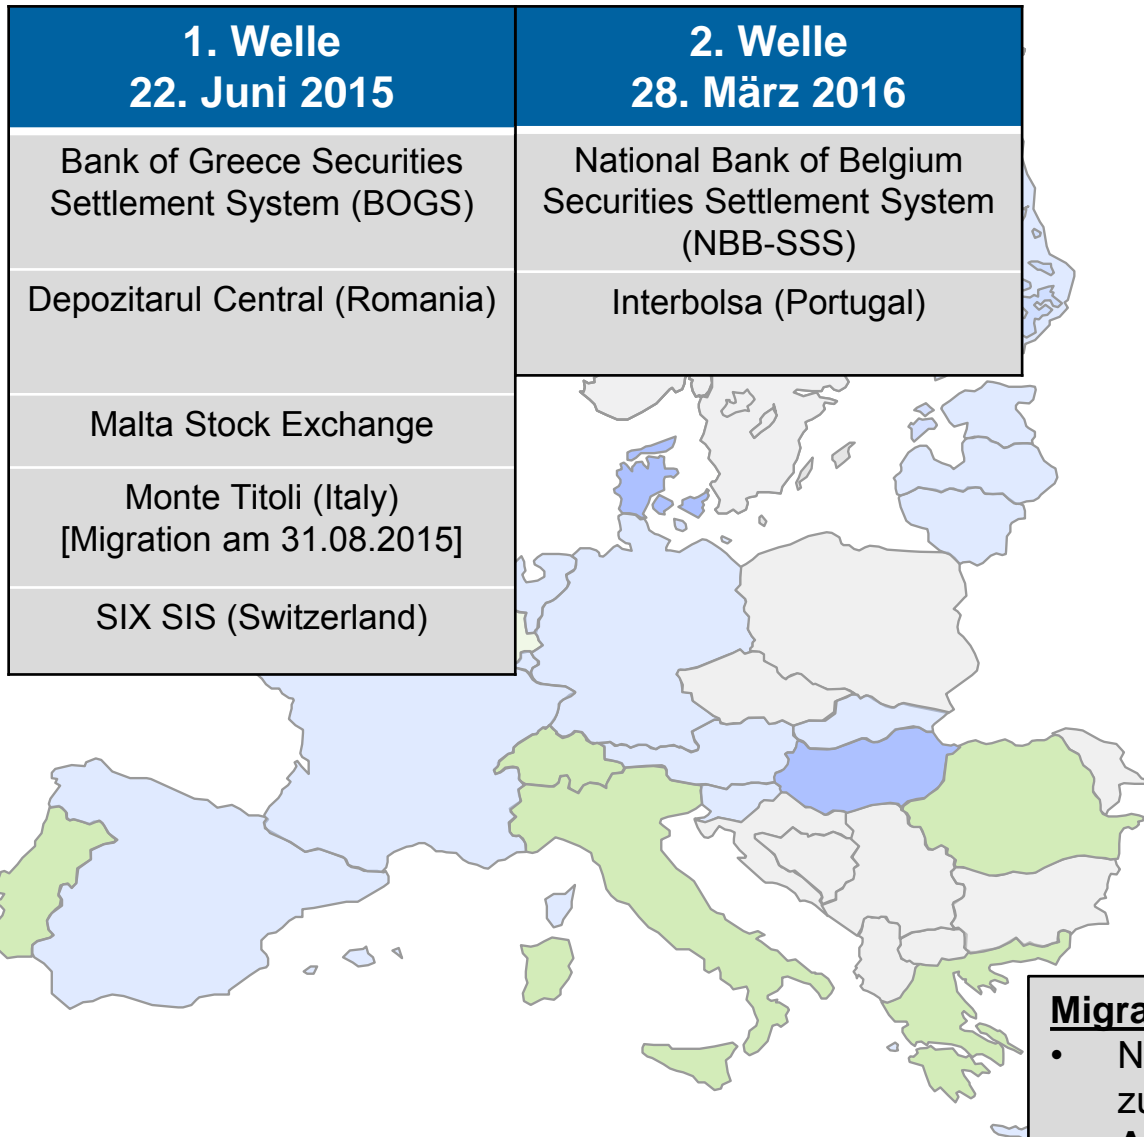 1. Welle
22. Juni 2015
Bank of Greece Securities
Settlement System (BOGS)
Depozitarul Central (Romania)
Malta Stock Exchange
Monte Titoli (Italy)
[Migration am 31.08.2015]
SIX SIS (Switzerland)
2. Welle
28. März 2016
National Bank of Belgium
Securities Settlement System
(NBB-SSS)
Interbolsa (Portugal)